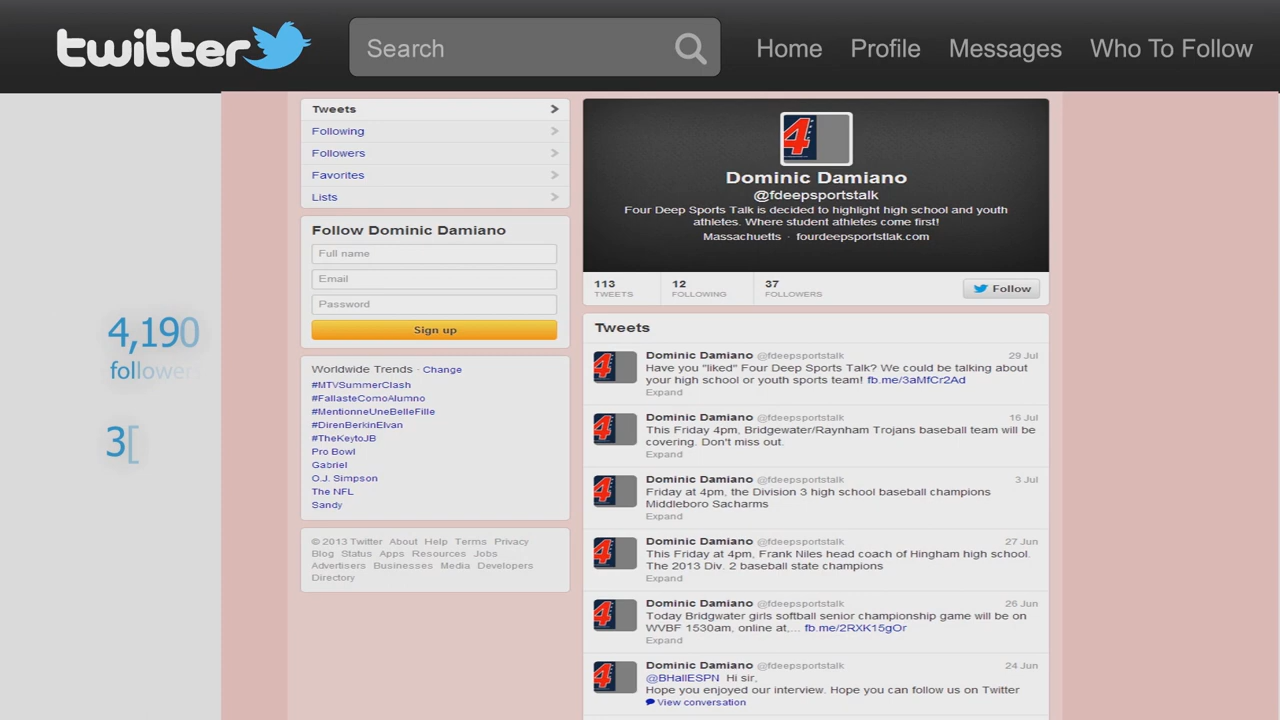 twitter
Search
Home Profile Messages Who To Follow
4,190
followers
3[
Tweets
Following
Followers
Favorites
Lists
Follow Dominic Damiano
Full name
Email
Password
Sign up
Worldwide Trends · Change
#MTVSummerClash
#FallasteComoAlumno
#MentionneUneBelleFille
#DirenBerkinElvan
#TheKeytoJB
Pro Bowl
Gabriel
O.J. Simpson
The NFL
Sandy
© 2013 Twitter About Help Terms Privacy
Blog Status Apps Resources Jobs
Advertisers Businesses Media Developers
Directory
4
Dominic Damiano
@fdeepsportstalk
Four Deep Sports Talk is decided to highlight high school and youth
athletes. Where student athletes come first!
Massachuetts · fourdeepsportstlak.com
113 12 37
TWEETS FOLLOWING FOLLOWERS
Follow
Tweets
4
Dominic Damiano @fdeepsportstalk 29 Jul
Have you "liked" Four Deep Sports Talk? We could be talking about
your high school or youth sports team! fb.me/3aMfCr2Ad
Expand
4
Dominic Damiano @fdeepsportstalk 16 Jul
This Friday 4pm, Bridgewater/Raynham Trojans baseball team will be
covering. Don't miss out.
Expand
4
Dominic Damiano @fdeepsportstalk 3 Jul
Friday at 4pm, the Division 3 high school baseball champions
Middleboro Sacharms
Expand
4
Dominic Damiano @fdeepsportstalk 27 Jun
This Friday at 4pm, Frank Niles head coach of Hingham high school.
The 2013 Div. 2 baseball state champions
Expand
4
Dominic Damiano @fdeepsportstalk 26 Jun
Today Bridgwater girls softball senior championship game will be on
WVBF 1530am, online at,... fb.me/2RXK15gOr
Expand
4
Dominic Damiano @fdeepsportstalk 24 Jun
@BHallESPN Hi sir,
Hope you enjoyed our interview. Hope you can follow us on Twitter
View conversation